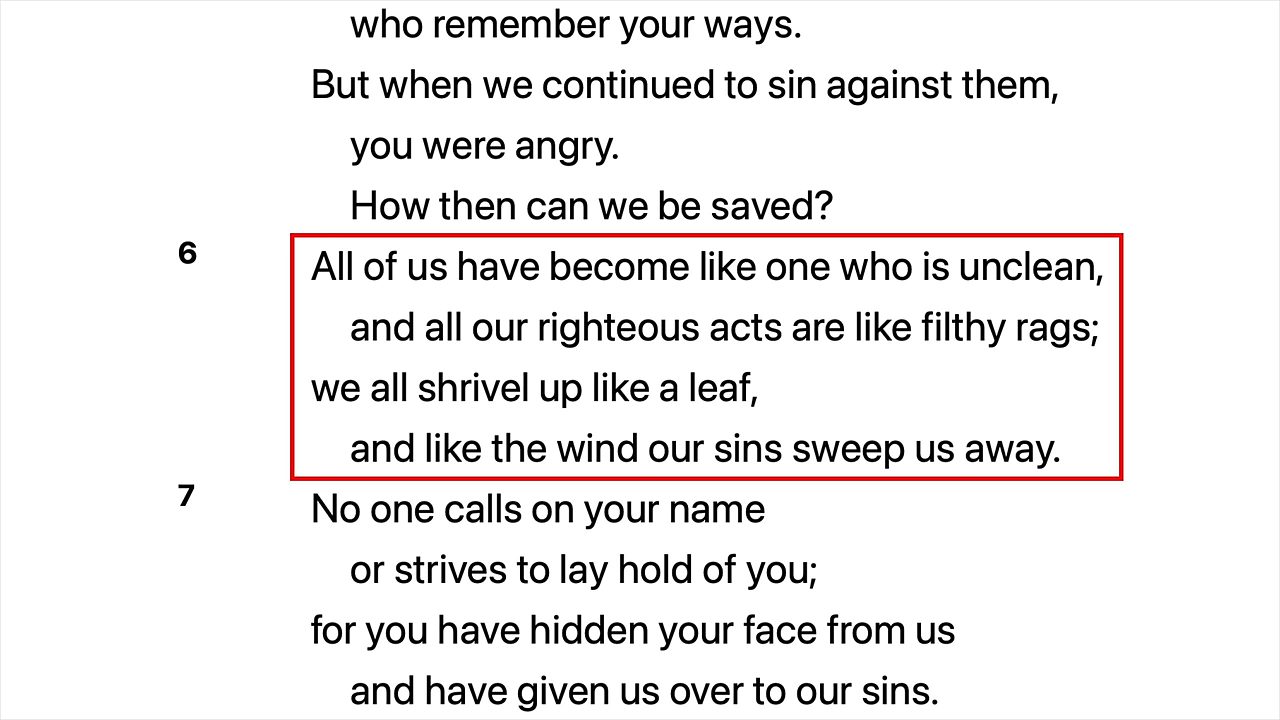 who remember your ways.
But when we continued to sin against them,
you were angry.
How then can we be saved?
6 All of us have become like one who is unclean,
and all our righteous acts are like filthy rags;
we all shrivel up like a leaf,
and like the wind our sins sweep us away.
7 No one calls on your name
or strives to lay hold of you;
for you have hidden your face from us
and have given us over to our sins.